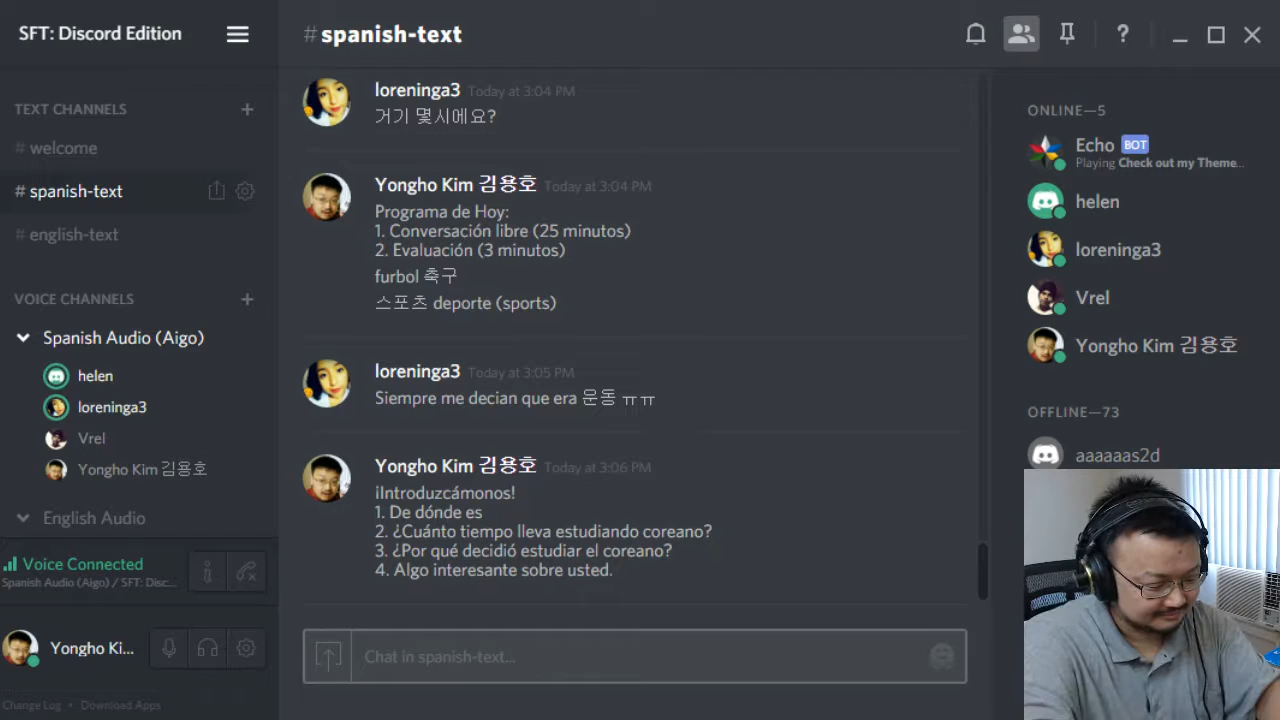 SFT: Discord Edition
TEXT CHANNELS
# welcome
# spanish-text
# english-text
VOICE CHANNELS
Spanish Audio (Aigo)
helen
loreninga3
Vrel
Yongho Kim 김용호
English Audio
Voice Connected
Spanish Audio (Aigo) / SFT: Disc...
Yongho Ki...
Change Log • Download Apps
# spanish-text
loreninga3 Today at 3:04 PM
거기 몇시에요?
Yongho Kim 김용호 Today at 3:04 PM
Programa de Hoy:
1. Conversación libre (25 minutos)
2. Evaluación (3 minutos)
furbol 축구
스포츠 deporte (sports)
loreninga3 Today at 3:05 PM
Siempre me decian que era 운동 ㅠㅠ
Yongho Kim 김용호 Today at 3:06 PM
¡Introduzcámonos!
1. De dónde es
2. ¿Cuánto tiempo lleva estudiando coreano?
3. ¿Por qué decidió estudiar el coreano?
4. Algo interesante sobre usted.
Chat in spanish-text...
ONLINE—5
Echo BOT
Playing Check out my Theme...
helen
loreninga3
Vrel
Yongho Kim 김용호
OFFLINE—73
aaaaaas2d